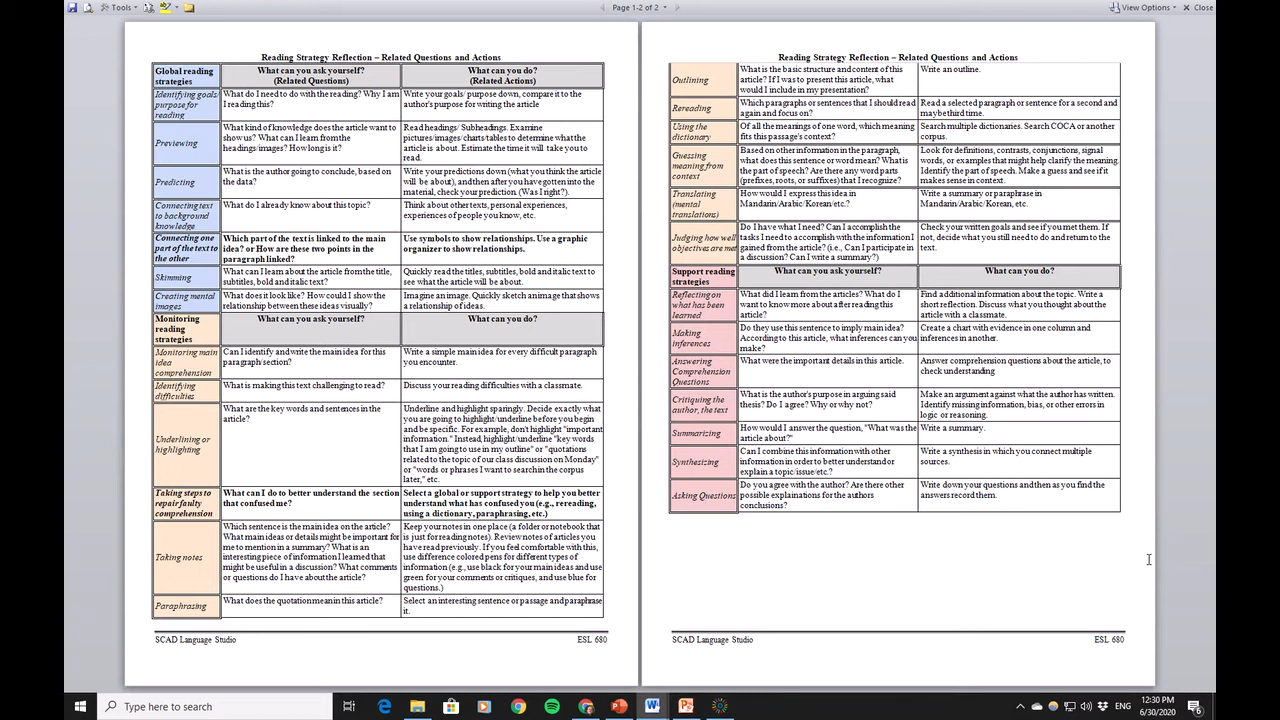 Tools
Page 1-2 of 2
View Options
Close
Reading Strategy Reflection – Related Questions and Actions
Global reading
strategies
What can you ask yourself?
(Related Questions)
What can you do?
(Related Actions)
Identifying goals/
purpose for
reading
What do I need to do with the reading? Why I am
I reading this?
Write your goals/ purpose down, compare it to the
author's purpose for writing the article
Previewing
What kind of knowledge does the article want to
show us? What can I learn from the
headings/images? How long is it?
Read headings/ Subheadings. Examine
pictures/images/charts/tables to determine what the
article is about. Estimate the time it will take you to
read.
Predicting
What is the author going to conclude, based on
the data?
Write your predictions down (what you think the article
will be about), and then after you have gotten into the
material, check your prediction. (Was I right?).
Connecting text
to background
knowledge
What do I already know about this topic?
Think about other texts, personal experiences,
experiences of people you know, etc.
Connecting one
part of the text to
the other
Which part of the text is linked to the main
idea? or How are these two points in the
paragraph linked?
Use symbols to show relationships. Use a graphic
organizer to show relationships.
Skimming
What can I learn about the article from the title,
subtitles, bold and italic text?
Quickly read the titles, subtitles, bold and italic text to
see what the article will be about.
Creating mental
images
What does it look like? How could I show the
relationship between these ideas visually?
Imagine an image. Quickly sketch an image that shows
a relationship of ideas.
Monitoring
reading
strategies
What can you ask yourself?
What can you do?
Monitoring main
idea
comprehension
Can I identify and write the main idea for this
paragraph/section?
Write a simple main idea for every difficult paragraph
you encounter.
Identifying
difficulties
What is making this text challenging to read?
Discuss your reading difficulties with a classmate.
Underlining or
highlighting
What are the key words and sentences in the
article?
Underline and highlight sparingly. Decide exactly what
you are going to highlight/underline before you begin
and be specific. For example, don't highlight "important
information." Instead, highlight/underline "key words
that I am going to use in my outline" or "quotations
related to the topic of our class discussion on Monday"
or "words or phrases I want to search in the corpus
later," etc.
Taking steps to
repair faulty
comprehension
What can I do to better understand the section
that confused me?
Select a global or support strategy to help you better
understand what has confused you (e.g., rereading,
using a dictionary, paraphrasing, etc.)
Taking notes
Which sentence is the main idea on the article?
What main ideas or details might be important for
me to mention in a summary? What is an
interesting piece of information I learned that
might be useful in a discussion? What comments
or questions do I have about the article?
Keep your notes in one place (a folder or notebook that
is just for reading notes). Review notes of articles you
have read previously. If you feel comfortable with this,
use difference colored pens for different types of
information (e.g., use black for your main ideas and use
green for your comments or critiques, and use blue for
questions.)
Paraphrasing
What does the quotation mean in this article?
Select an interesting sentence or passage and paraphrase
it.
SCAD Language Studio
ESL 680
Reading Strategy Reflection – Related Questions and Actions
Outlining
What is the basic structure and content of this
article? If I was to present this article, what
would I include in my presentation?
Write an outline.
Rereading
Which paragraphs or sentences that I should read
again and focus on?
Read a selected paragraph or sentence for a second and
maybe third time.
Using the
dictionary
Of all the meanings of one word, which meaning
fits this passage's context?
Search multiple dictionaries. Search COCA or another
corpus.
Guessing
meaning from
context
Based on other information in the paragraph,
what does this sentence or word mean? What is
the part of speech? Are there any word parts
(prefixes, roots, or suffixes) that I recognize?
Look for definitions, contrasts, conjunctions, signal
words, or examples that might help clarify the meaning.
Identify the part of speech. Make a guess and see if it
makes sense in context.
Translating
(mental
translations)
How would I express this idea in
Mandarin/Arabic/Korean/etc.?
Write a summary or paraphrase in
Mandarin/Arabic/Korean, etc.
Judging how well
objectives are met
Do I have what I need? Can I accomplish the
tasks I need to accomplish with the information I
gained from the article? (i.e., Can I participate in
a discussion? Can I write a summary?)
Check your written goals and see if you met them. If
not, decide what you still need to do and return to the
text.
Support reading
strategies
What can you ask yourself?
What can you do?
Reflecting on
what has been
learned
What did I learn from the articles? What do I
want to know more about after reading this
article?
Find additional information about the topic. Write a
short reflection. Discuss what you thought about the
article with a classmate.
Making
inferences
Do they use this sentence to imply main idea?
According to this article, what inferences can you
make?
Create a chart with evidence in one column and
inferences in another.
Answering
Comprehension
Questions
What were the important details in this article.
Answer comprehension questions about the article, to
check understanding
Critiquing the
author, the text
What is the author's purpose in arguing said
thesis? Do I agree? Why or why not?
Make an argument against what the author has written.
Identify missing information, bias, or other errors in
logic or reasoning.
Summarizing
How would I answer the question, "What was the
article about?"
Write a summary.
Synthesizing
Can I combine this information with other
information in order to better understand or
explain a topic/issue/etc.?
Write a synthesis in which you connect multiple
sources.
Asking Questions
Do you agree with the author? Are there other
possible explainations for the authors
conclusions?
Write down your questions and then as you find the
answers record them.
SCAD Language Studio
ESL 680
Type here to search
ENG
12:30 PM
6/30/2020
6